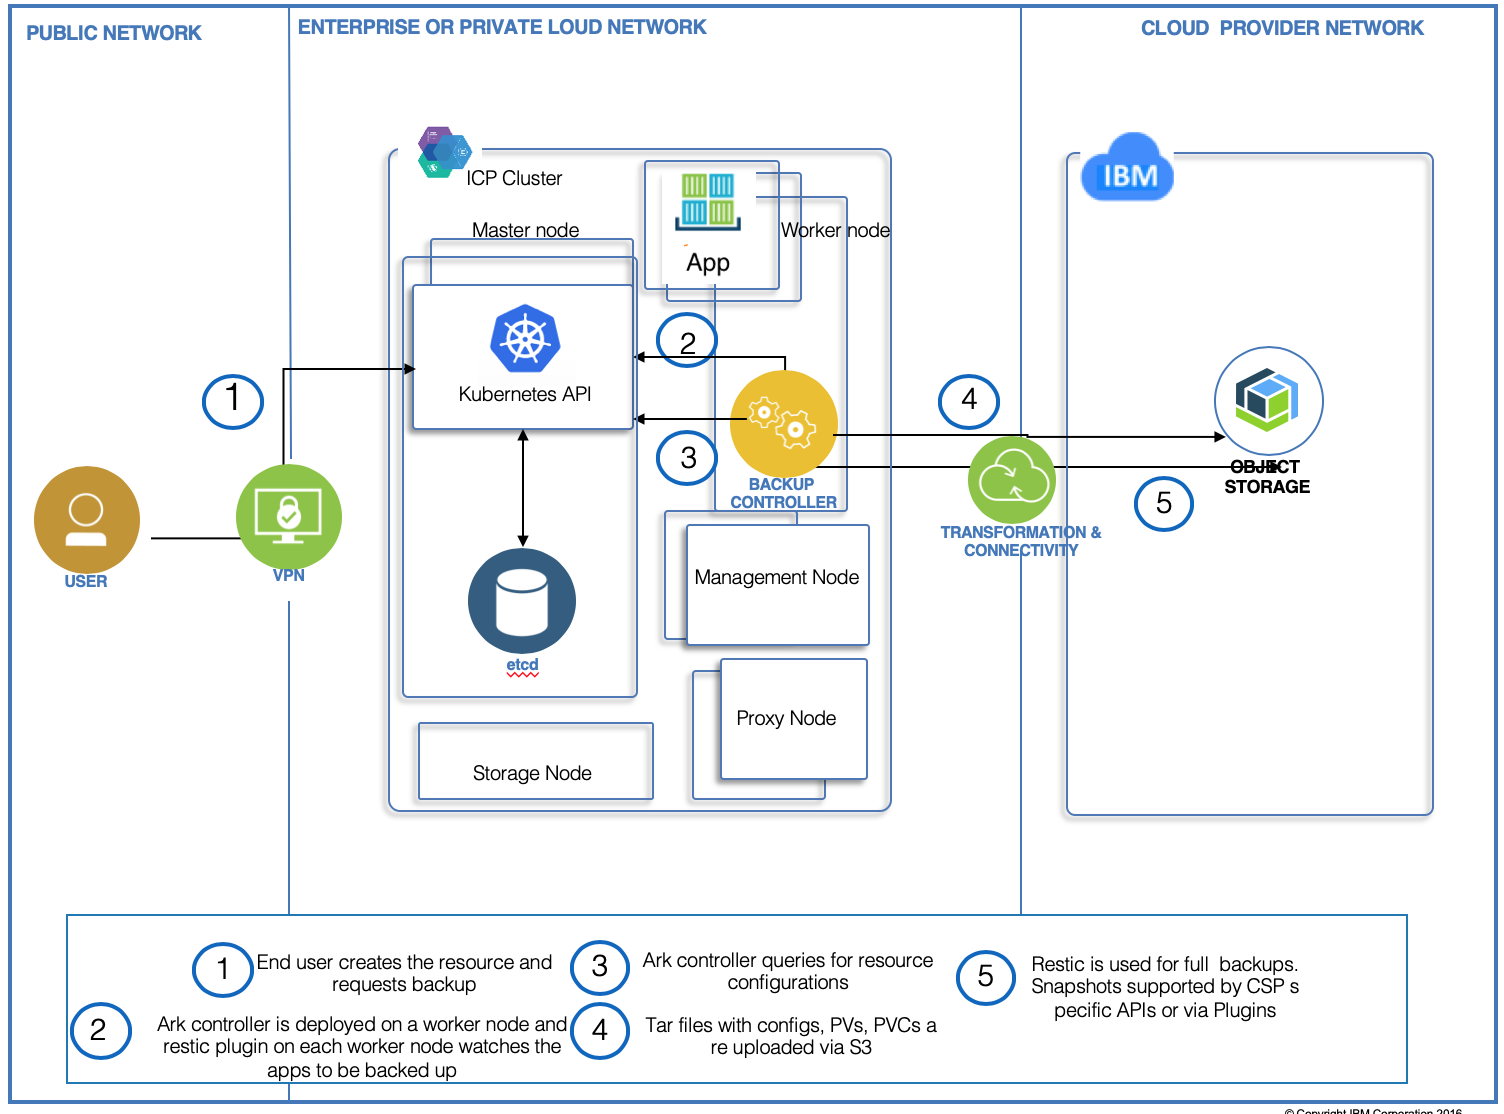 PUBLIC NETWORK
ENTERPRISE OR PRIVATE LOUD NETWORK
CLOUD PROVIDER NETWORK
IBM
ICP Cluster
Master node
Worker node
App
2
Kubernetes API
1
4
3
BACKUP
CONTROLLER
OBJECT
STORAGE
5
TRANSFORMATION &
CONNECTIVITY
USER
VPN
Management Node
etcd
Proxy Node
Storage Node
1
End user creates the resource and
requests backup
2
Ark controller is deployed on a worker node and
restic plugin on each worker node watches the
apps to be backed up
3
Ark controller queries for resource
configurations
4
Tar files with configs, PVs, PVCs a
re uploaded via S3
5
Restic is used for full backups.
Snapshots supported by CSP s
pecific APIs or via Plugins
© Copyright IBM Corporation 2016